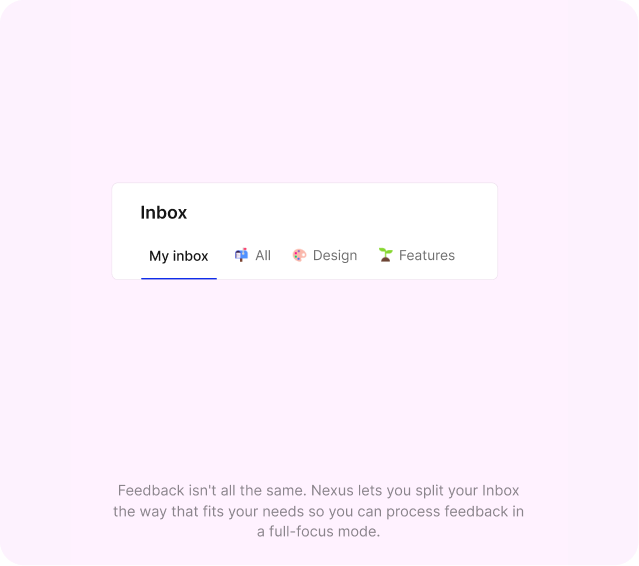 Inbox
My inbox 📬 All 🎨 Design 🌱 Features
Feedback isn't all the same. Nexus lets you split your Inbox
the way that fits your needs so you can process feedback in
a full-focus mode.